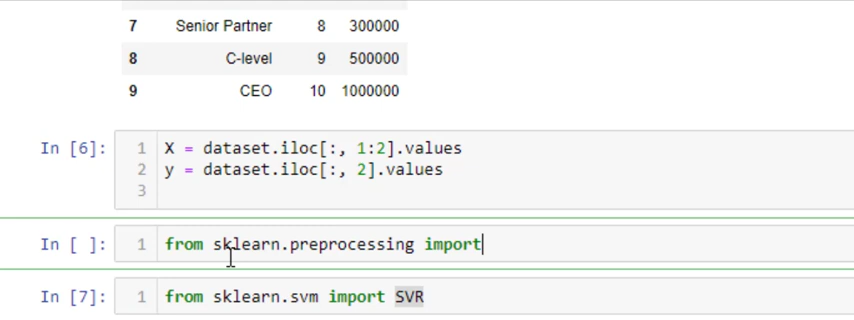 7 Senior Partner 8 300000
8 C-level 9 500000
9 CEO 10 1000000
In [6]: 1 X = dataset.iloc[:, 1:2].values
2 y = dataset.iloc[:, 2].values
3
In [ ]: 1 from sklearn.preprocessing import
In [7]: 1 from sklearn.svm import SVR